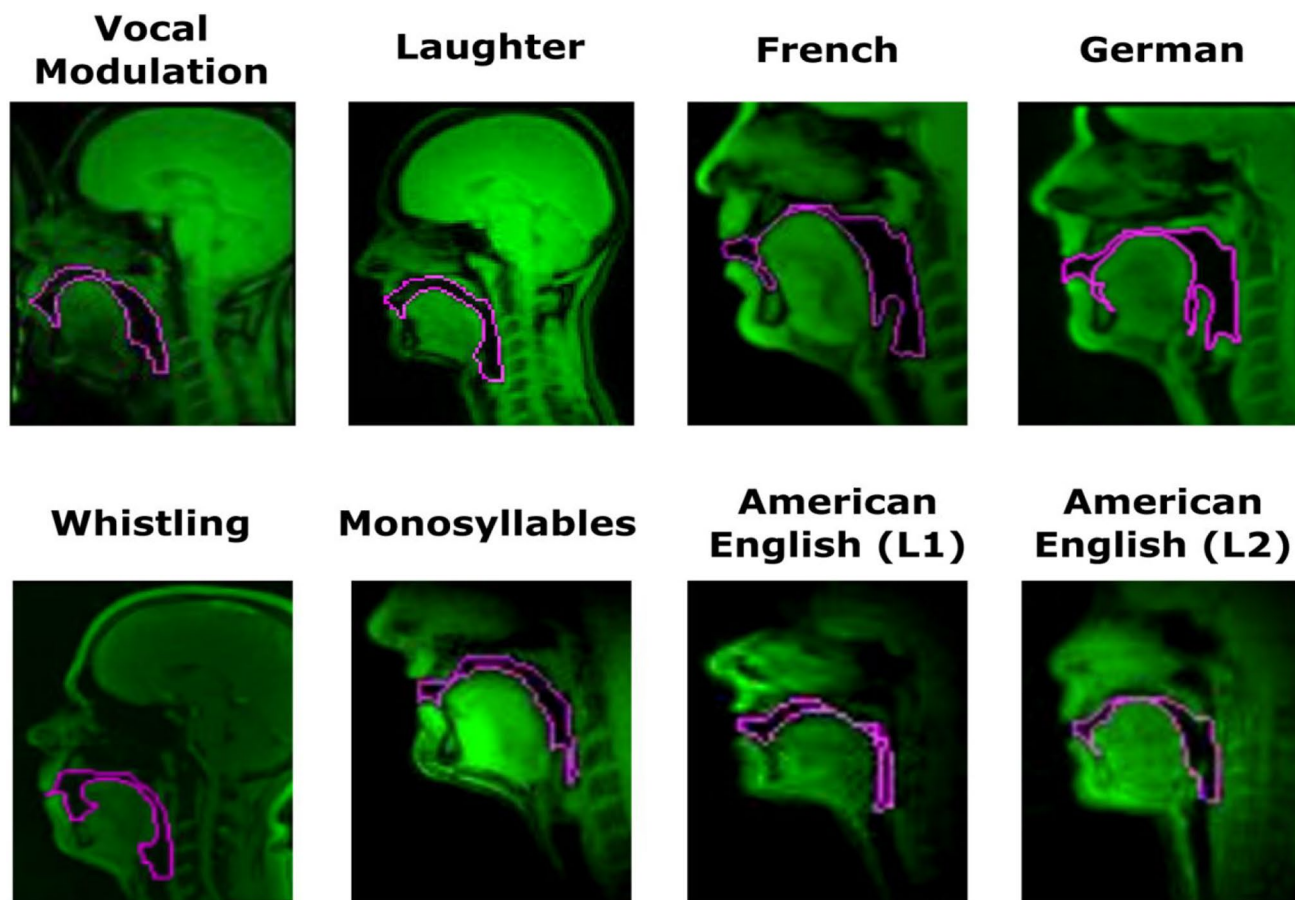 Vocal
Modulation
Laughter
French
German
Whistling
Monosyllables
American
English (L1)
American
English (L2)